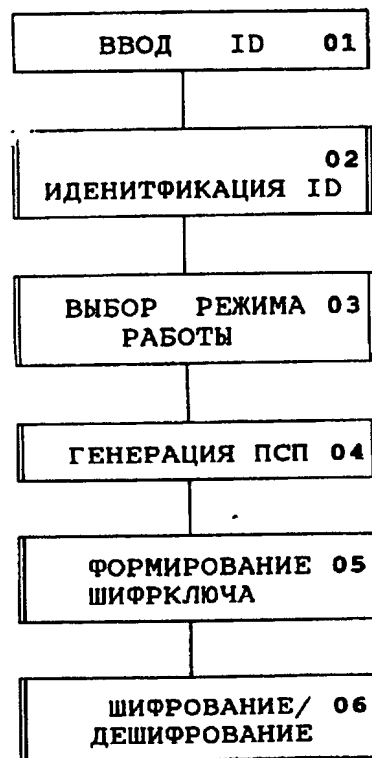 ВВОД ID 01
02
ИДЕНИТФИКАЦИЯ ID
ВЫБОР РЕЖИМА 03
РАБОТЫ
ГЕНЕРАЦИЯ ПСП 04
ФОРМИРОВАНИЕ 05
ШИФРКЛЮЧА
ШИФРОВАНИЕ/ 06
ДЕШИФРОВАНИЕ